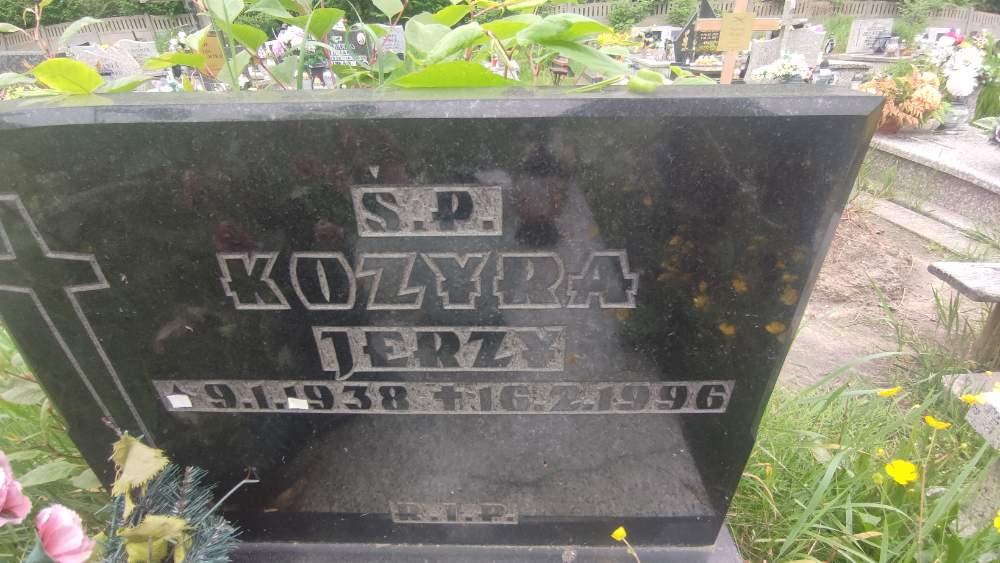 Ś.P.
KOZYRA
JERZY
* 9.1.1938 ✝ 16.2.1996
R.I.P.